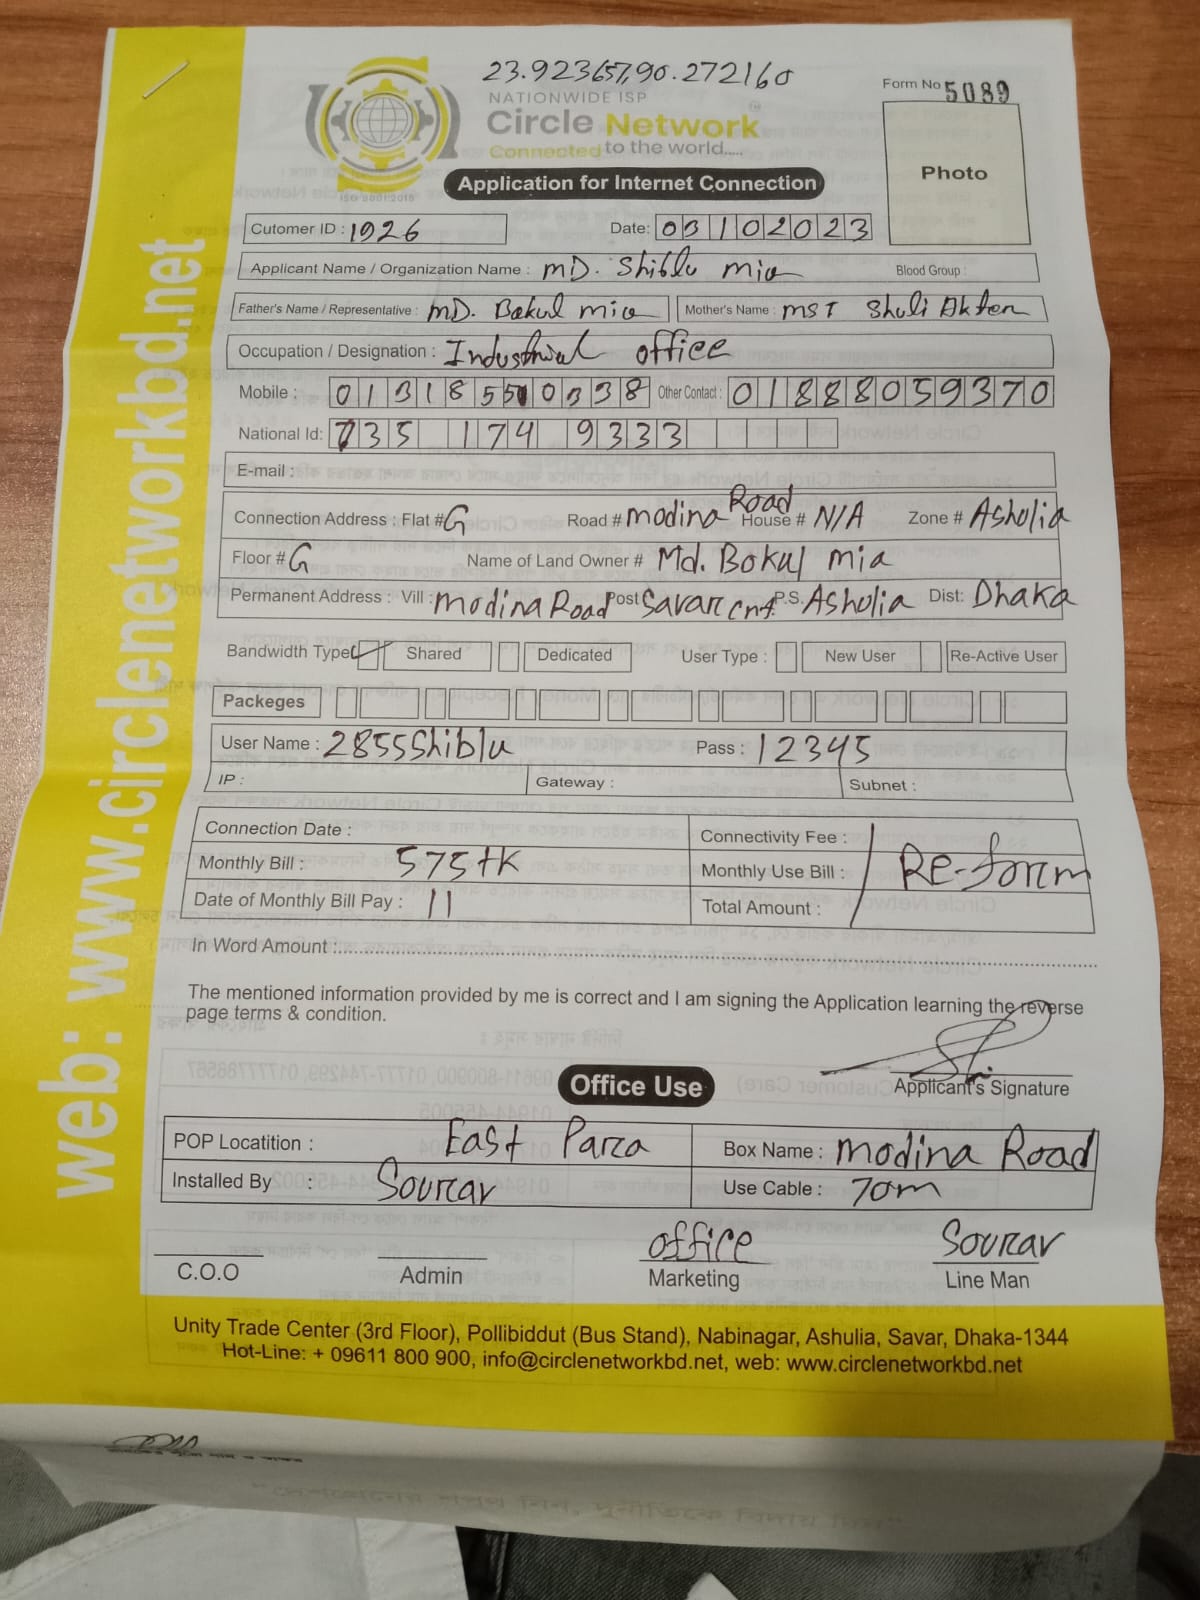 23.923657,90.272160
Form No 5089
NATIONWIDE ISP
Circle Network
TM
Connected to the world.....
ISO 9001:2015
Photo
Application for Internet Connection
Cutomer ID : 1926
Date: 03102023
Applicant Name / Organization Name : MD. Shiblu mia
Blood Group :
Father's Name / Representative : MD. Bakul mia
Mother's Name : MST Shuli Akter
Occupation / Designation : Industrial office
Mobile : 01318550338
Other Contact : 01888059370
National Id: 735 174 9333
E-mail :
Connection Address : Flat # G Road # modina Road House # N/A Zone # Asholia
Floor # G Name of Land Owner # Md. Bokul mia
Permanent Address : Vill : modina Road Post Savar Cnt. P.S. Asholia Dist: Dhaka
Bandwidth Type Shared Dedicated User Type : New User Re-Active User
Packeges
User Name : 2855Shiblu Pass : 12345
IP : Gateway : Subnet :
Connection Date : Connectivity Fee :
Monthly Bill : 575tk Monthly Use Bill : RE-form
Date of Monthly Bill Pay : 11 Total Amount :
In Word Amount :
The mentioned information provided by me is correct and I am signing the Application learning the reverse
page terms & condition.
Applicant's Signature
Office Use
POP Locatition : East Para Box Name : Modina Road
Installed By : Sourav Use Cable : 70m
office Sourav
C.O.O Admin Marketing Line Man
Unity Trade Center (3rd Floor), Pollibiddut (Bus Stand), Nabinagar, Ashulia, Savar, Dhaka-1344
Hot-Line: + 09611 800 900, info@circlenetworkbd.net, web: www.circlenetworkbd.net
web: www.circlenetworkbd.net